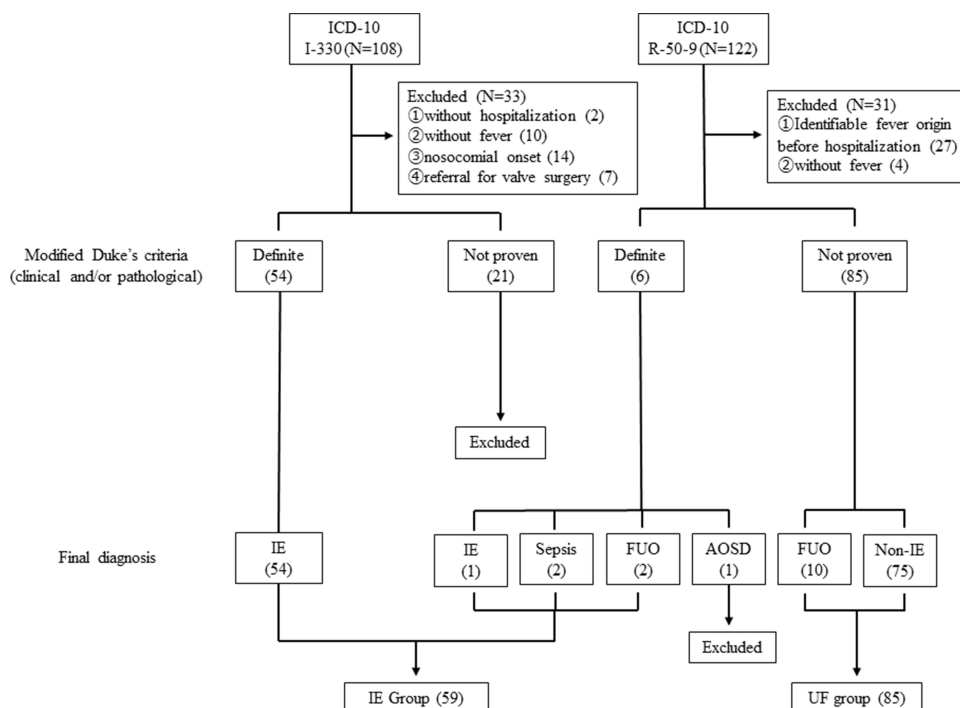 ICD-10
I-330 (N=108)
ICD-10
R-50-9 (N=122)
Excluded (N=33)
①without hospitalization (2)
②without fever (10)
③nosocomial onset (14)
④referral for valve surgery (7)
Excluded (N=31)
①Identifiable fever origin
before hospitalization (27)
②without fever (4)
Modified Duke's criteria
(clinical and/or pathological)
Definite
(54)
Not proven
(21)
Definite
(6)
Not proven
(85)
Excluded
Final diagnosis
IE
(54)
IE
(1)
Sepsis
(2)
FUO
(2)
AOSD
(1)
FUO
(10)
Non-IE
(75)
Excluded
IE Group (59)
UF group (85)